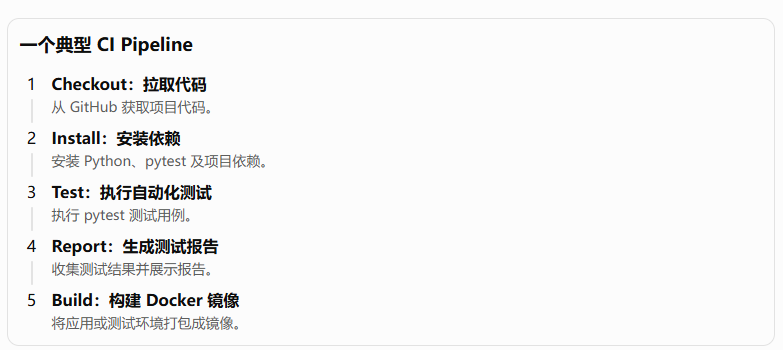 一个典型 CI Pipeline
1 Checkout：拉取代码
从 GitHub 获取项目代码。
2 Install：安装依赖
安装 Python、pytest 及项目依赖。
3 Test：执行自动化测试
执行 pytest 测试用例。
4 Report：生成测试报告
收集测试结果并展示报告。
5 Build：构建 Docker 镜像
将应用或测试环境打包成镜像。